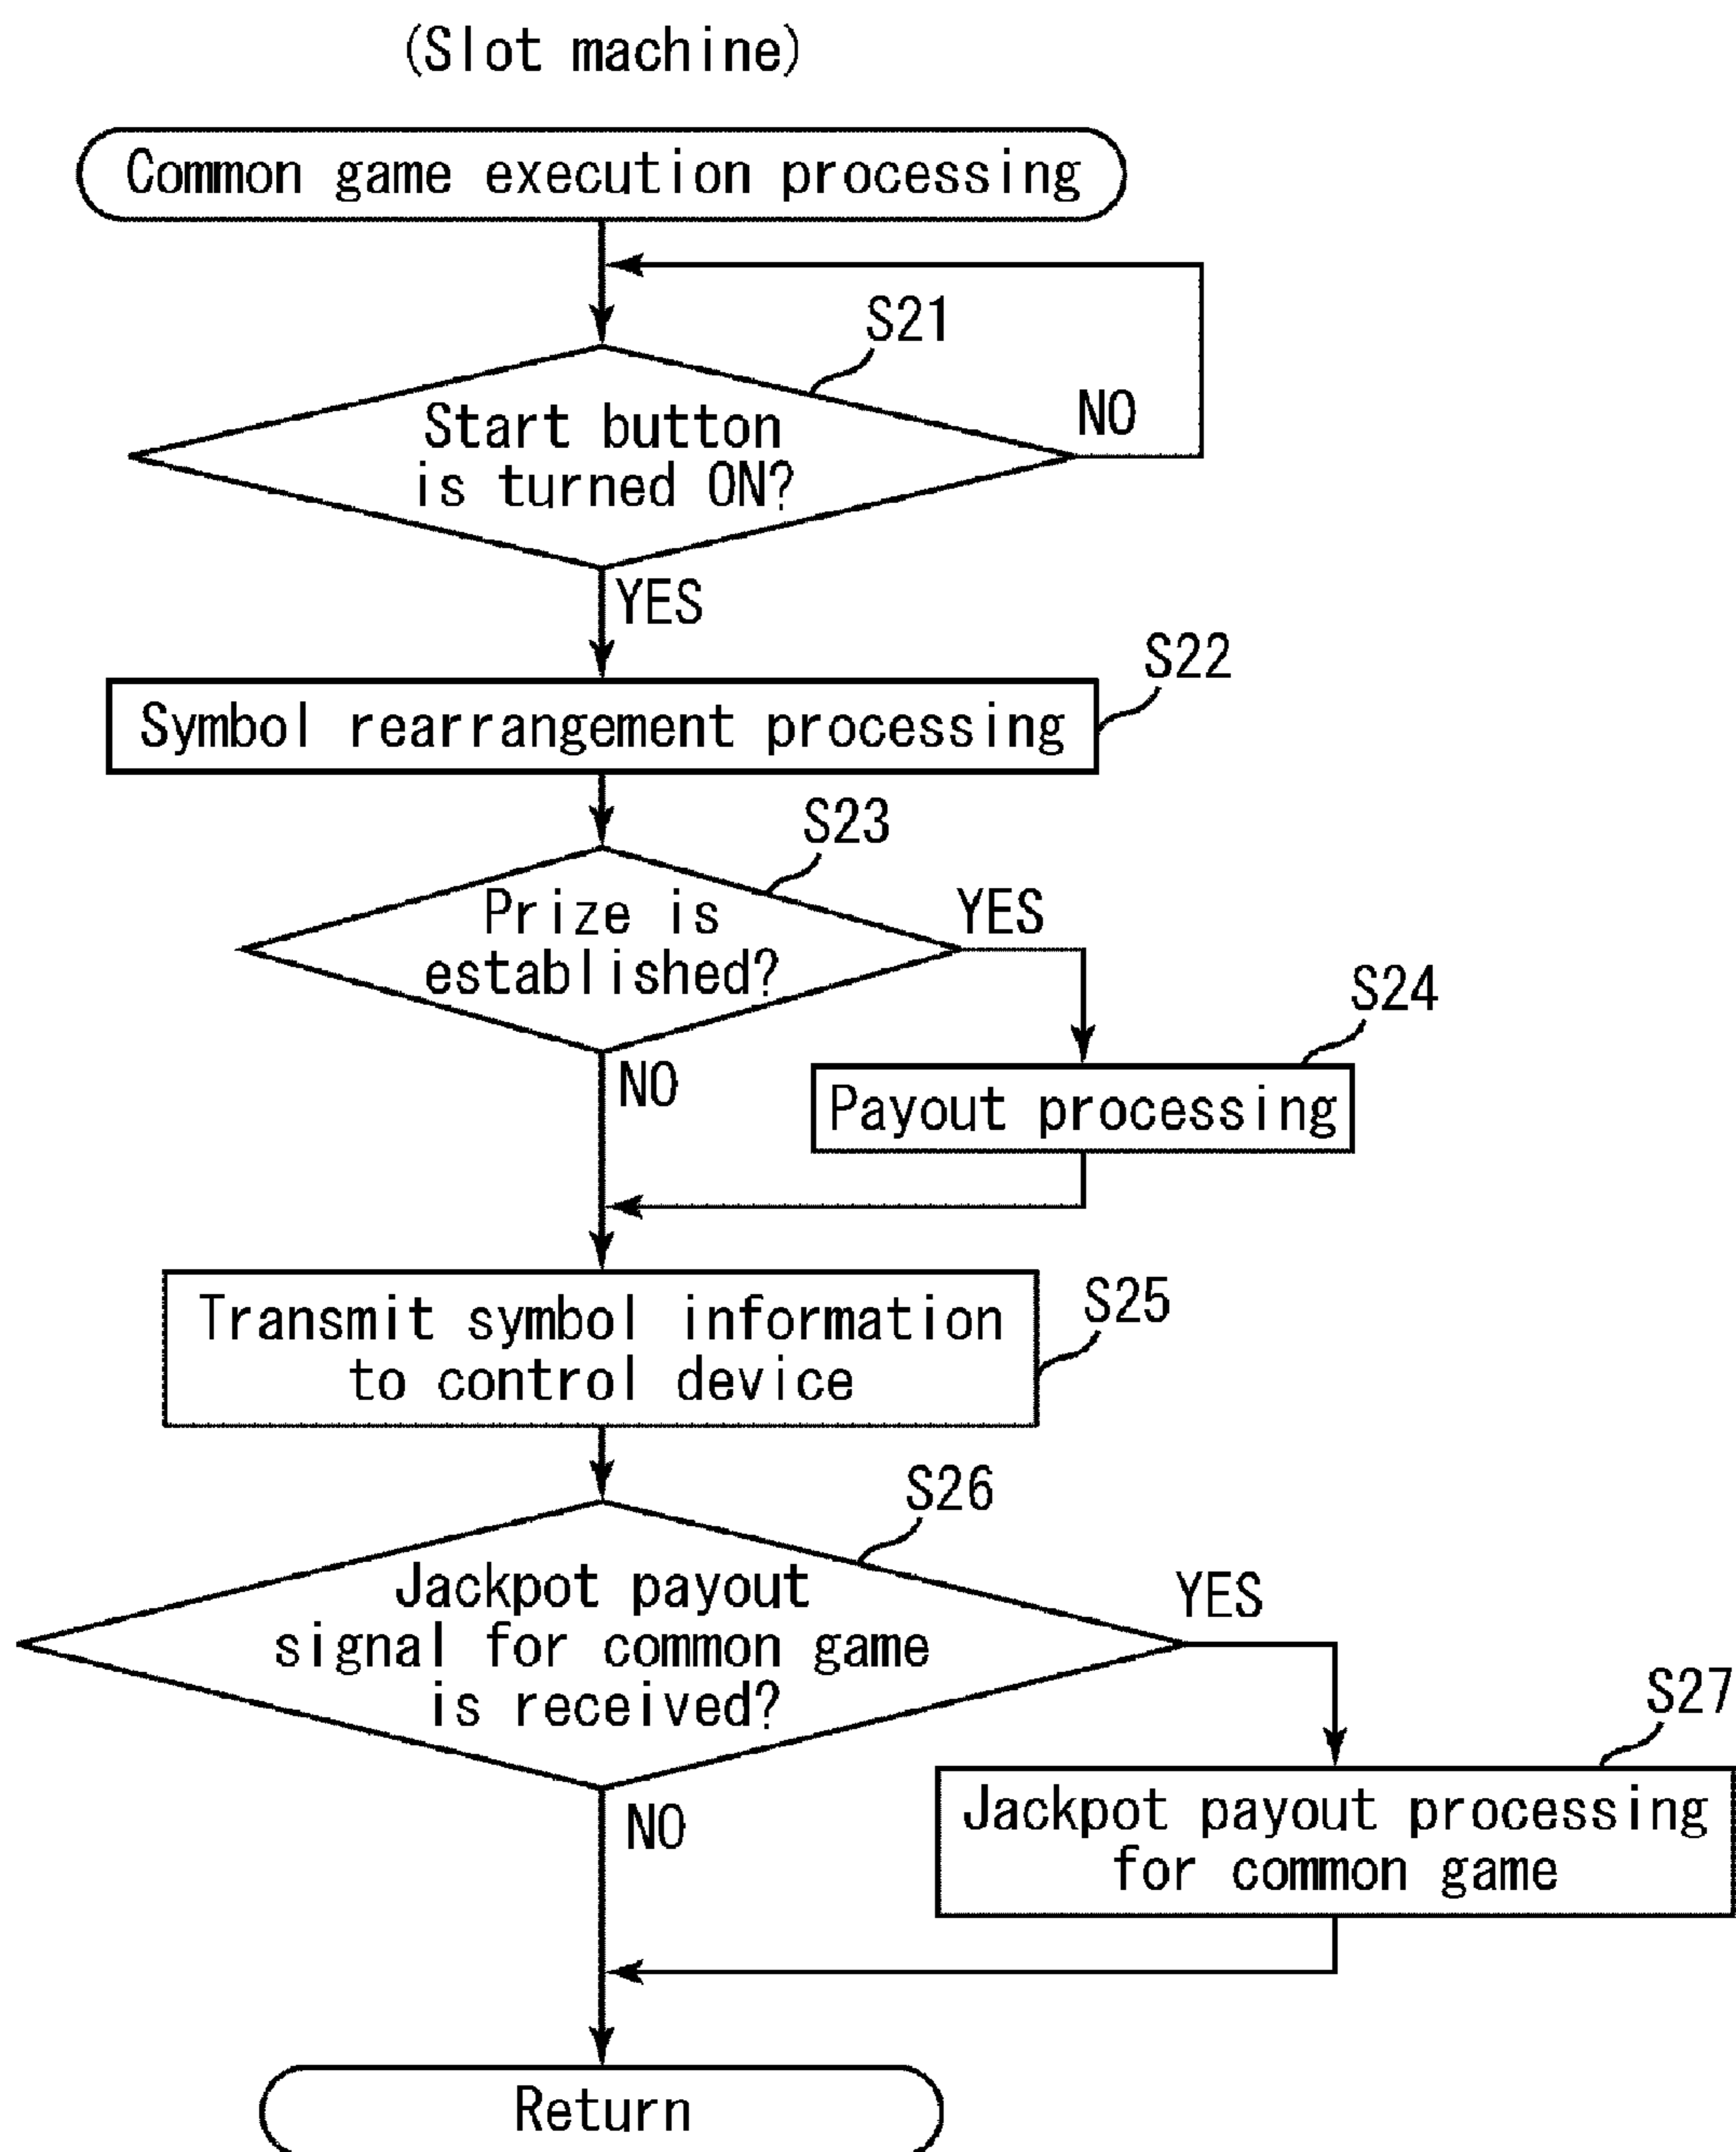 (Slot machine)
Common game execution processing
S21
Start button
is turned ON?
NO
YES
S22
Symbol rearrangement processing
S23
Prize is
established?
YES
NO
S24
Payout processing
S25
Transmit symbol information
to control device
S26
Jackpot payout
signal for common game
is received?
YES
NO
S27
Jackpot payout processing
for common game
Return